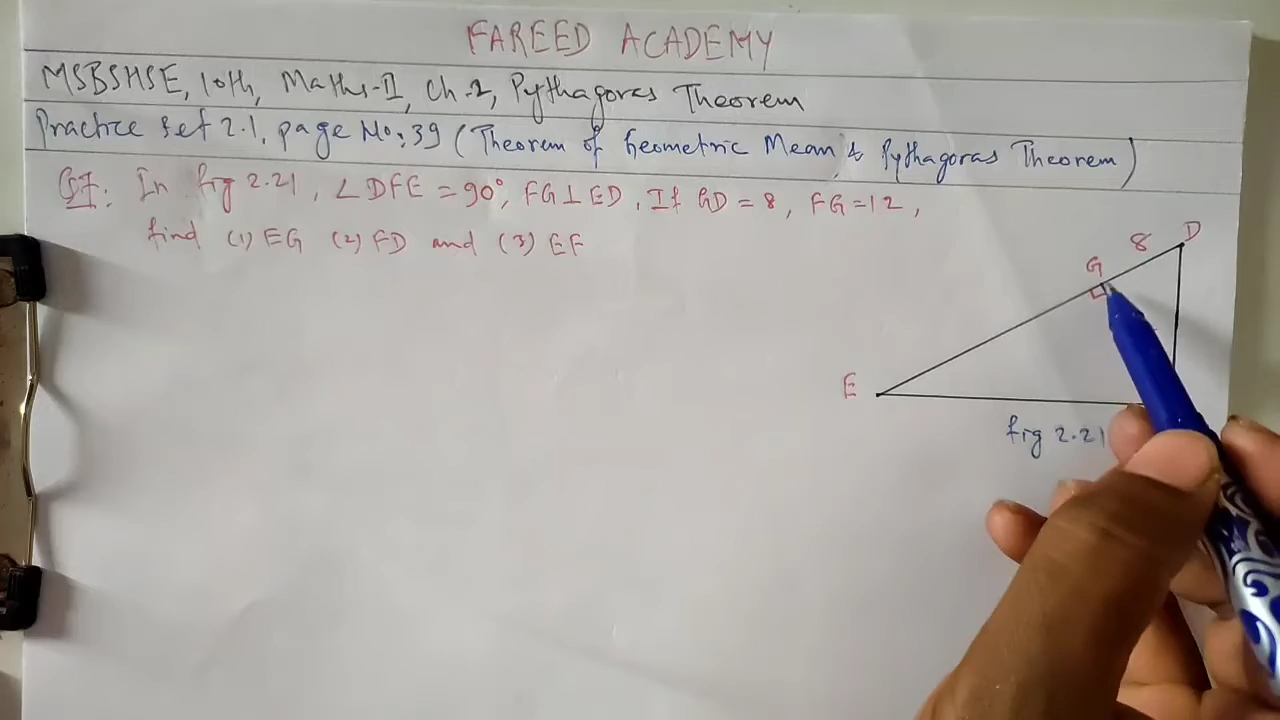 FAREED ACADEMY
MSBSHSE, 10th, Maths-II, Ch-2, Pythagoras Theorem
Practice set 2.1, page No: 39 (Theorem of Geometric Mean & Pythagoras Theorem)
In fig 2.21, ∠DFE = 90°, FG⊥ED, If GD = 8, FG=12,
find (1) EG (2) FD and (3) EF
D
8
G
E
fig 2.21